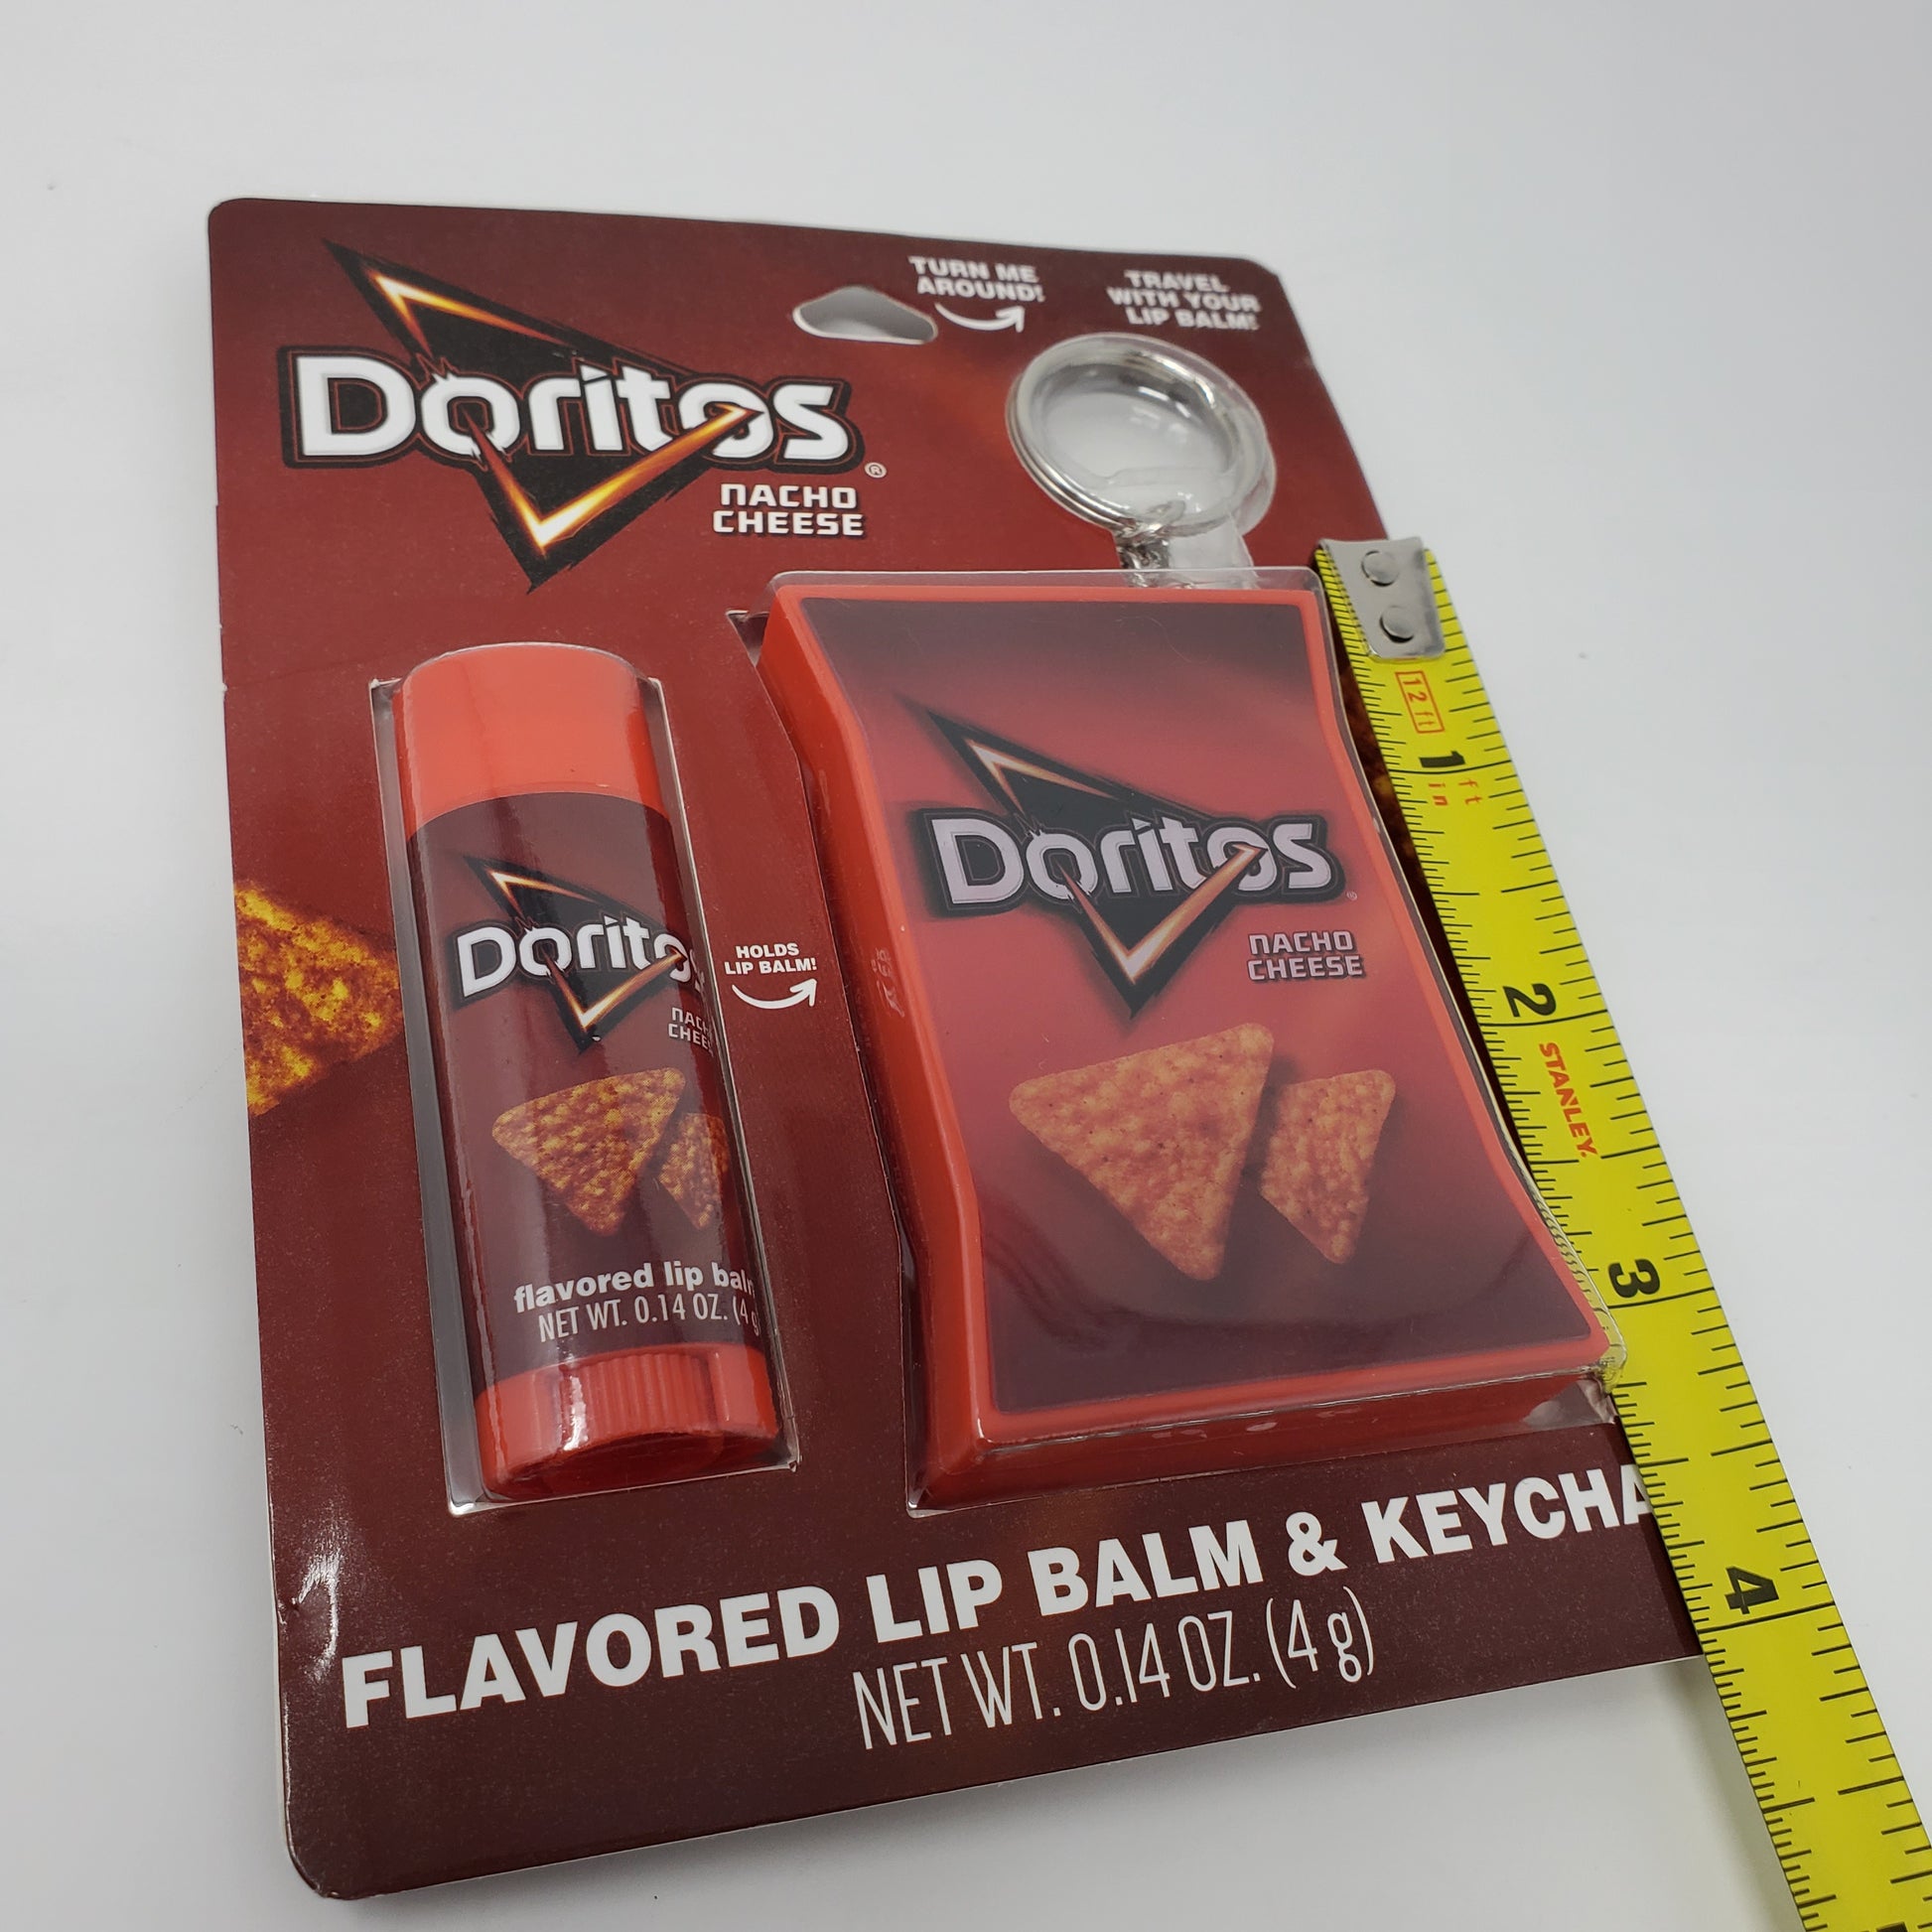 TURN ME
AROUND!
TRAVEL
WITH YOUR
LIP BALM!
Doritos®
NACHO
CHEESE
Doritos
NACHO
CHEESE
HOLDS
LIP BALM!
Doritos
NACH
CHEE
flavored lip bal
NET WT. 0.14 OZ. (4 g
FLAVORED LIP BALM & KEYCHA
NET WT. 0.14 OZ. (4 g)
12 ft
1 ft
in
2
STANLEY.
3
4